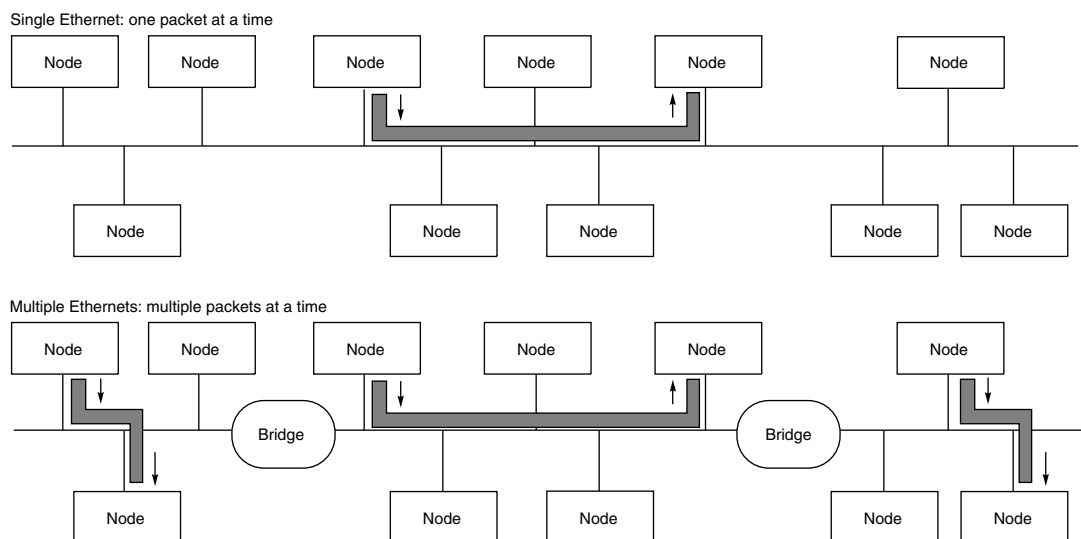 Single Ethernet: one packet at a time
Node Node Node Node Node Node
Node Node Node Node Node
Multiple Ethernets: multiple packets at a time
Node Node Node Node Node Node
Bridge Bridge
Node Node Node Node Node